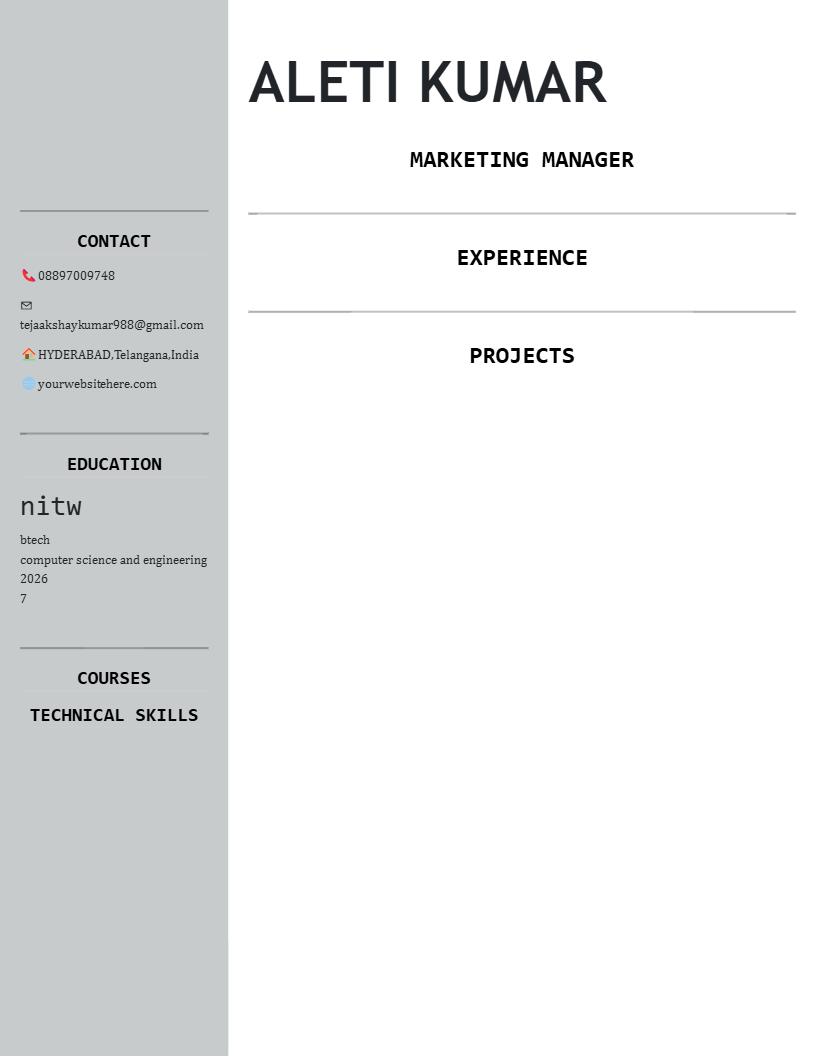 ALETI KUMAR
MARKETING MANAGER
EXPERIENCE
PROJECTS
CONTACT
08897009748
tejaakshaykumar988@gmail.com
HYDERABAD,Telangana,India
yourwebsitehere.com
EDUCATION
nitw
btech
computer science and engineering
2026
7
COURSES
TECHNICAL SKILLS